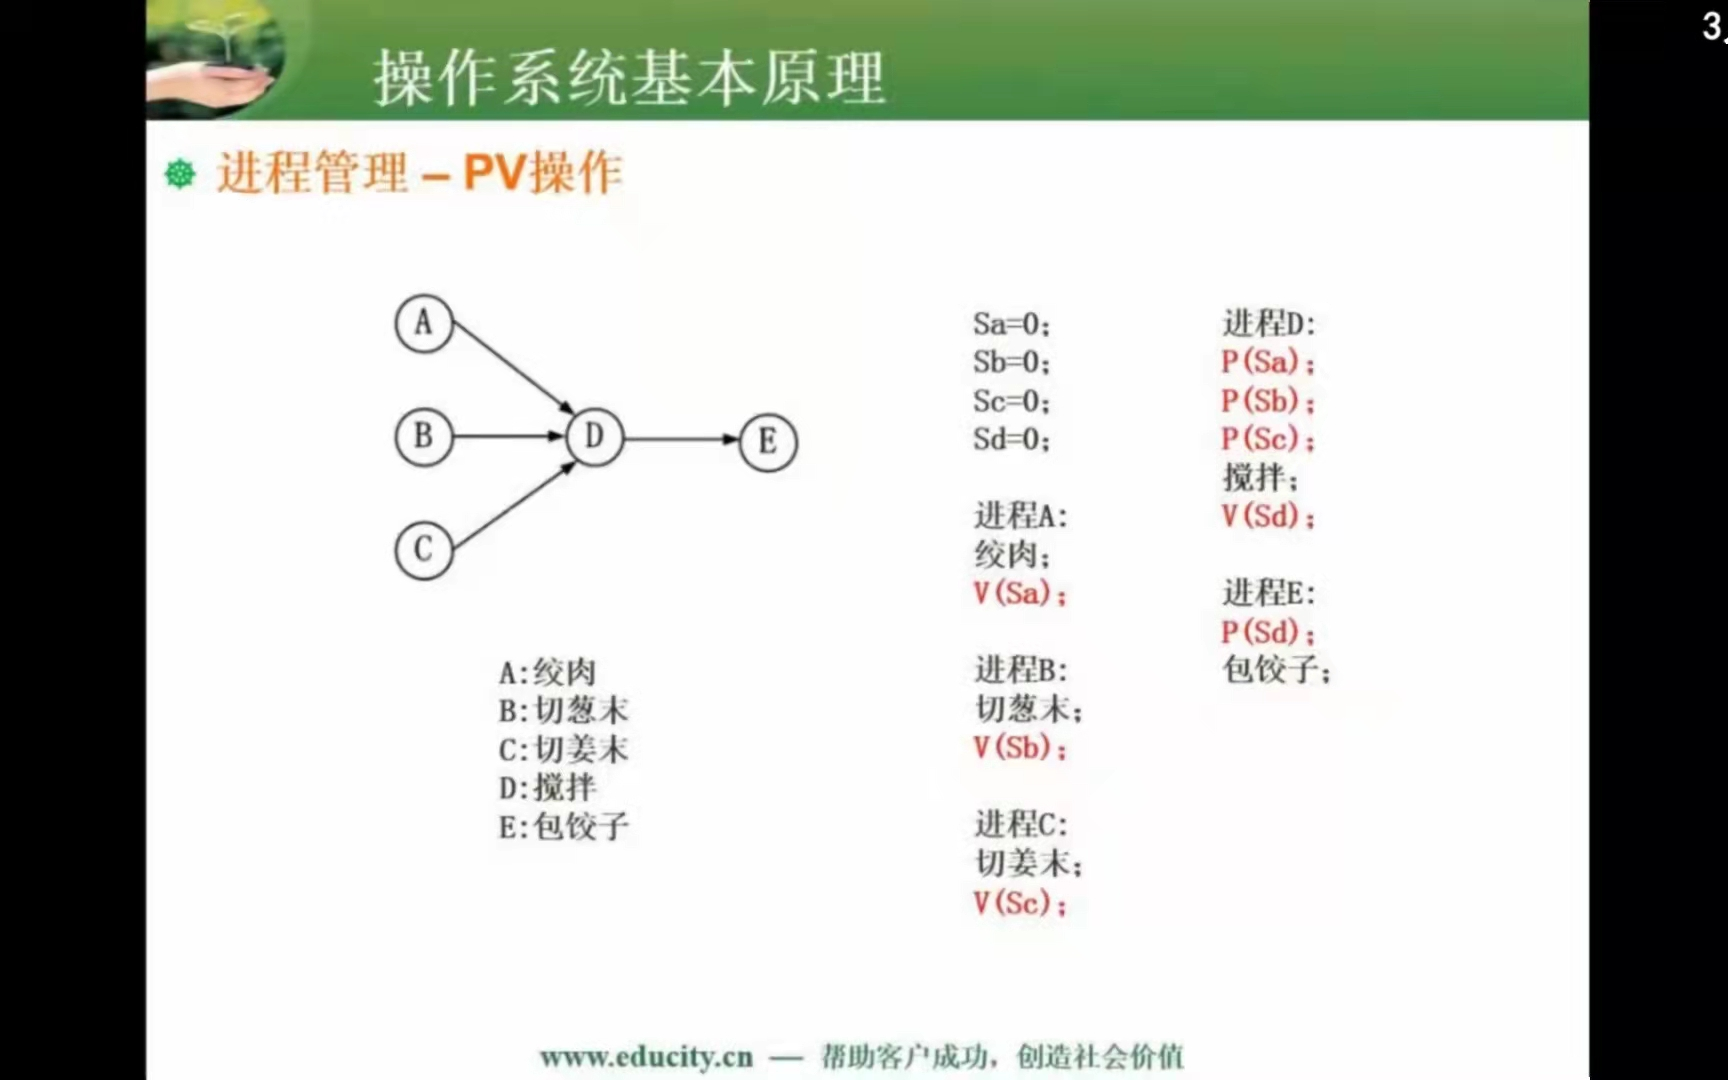 操作系统基本原理
进程管理 – PV操作
A
B
C
D
E
A:绞肉
B:切葱末
C:切姜末
D:搅拌
E:包饺子
Sa=0;
Sb=0;
Sc=0;
Sd=0;
进程A:
绞肉;
V(Sa);
进程B:
切葱末;
V(Sb);
进程C:
切姜末;
V(Sc);
进程D:
P(Sa);
P(Sb);
P(Sc);
搅拌;
V(Sd);
进程E:
P(Sd);
包饺子;
www.educity.cn — 帮助客户成功，创造社会价值